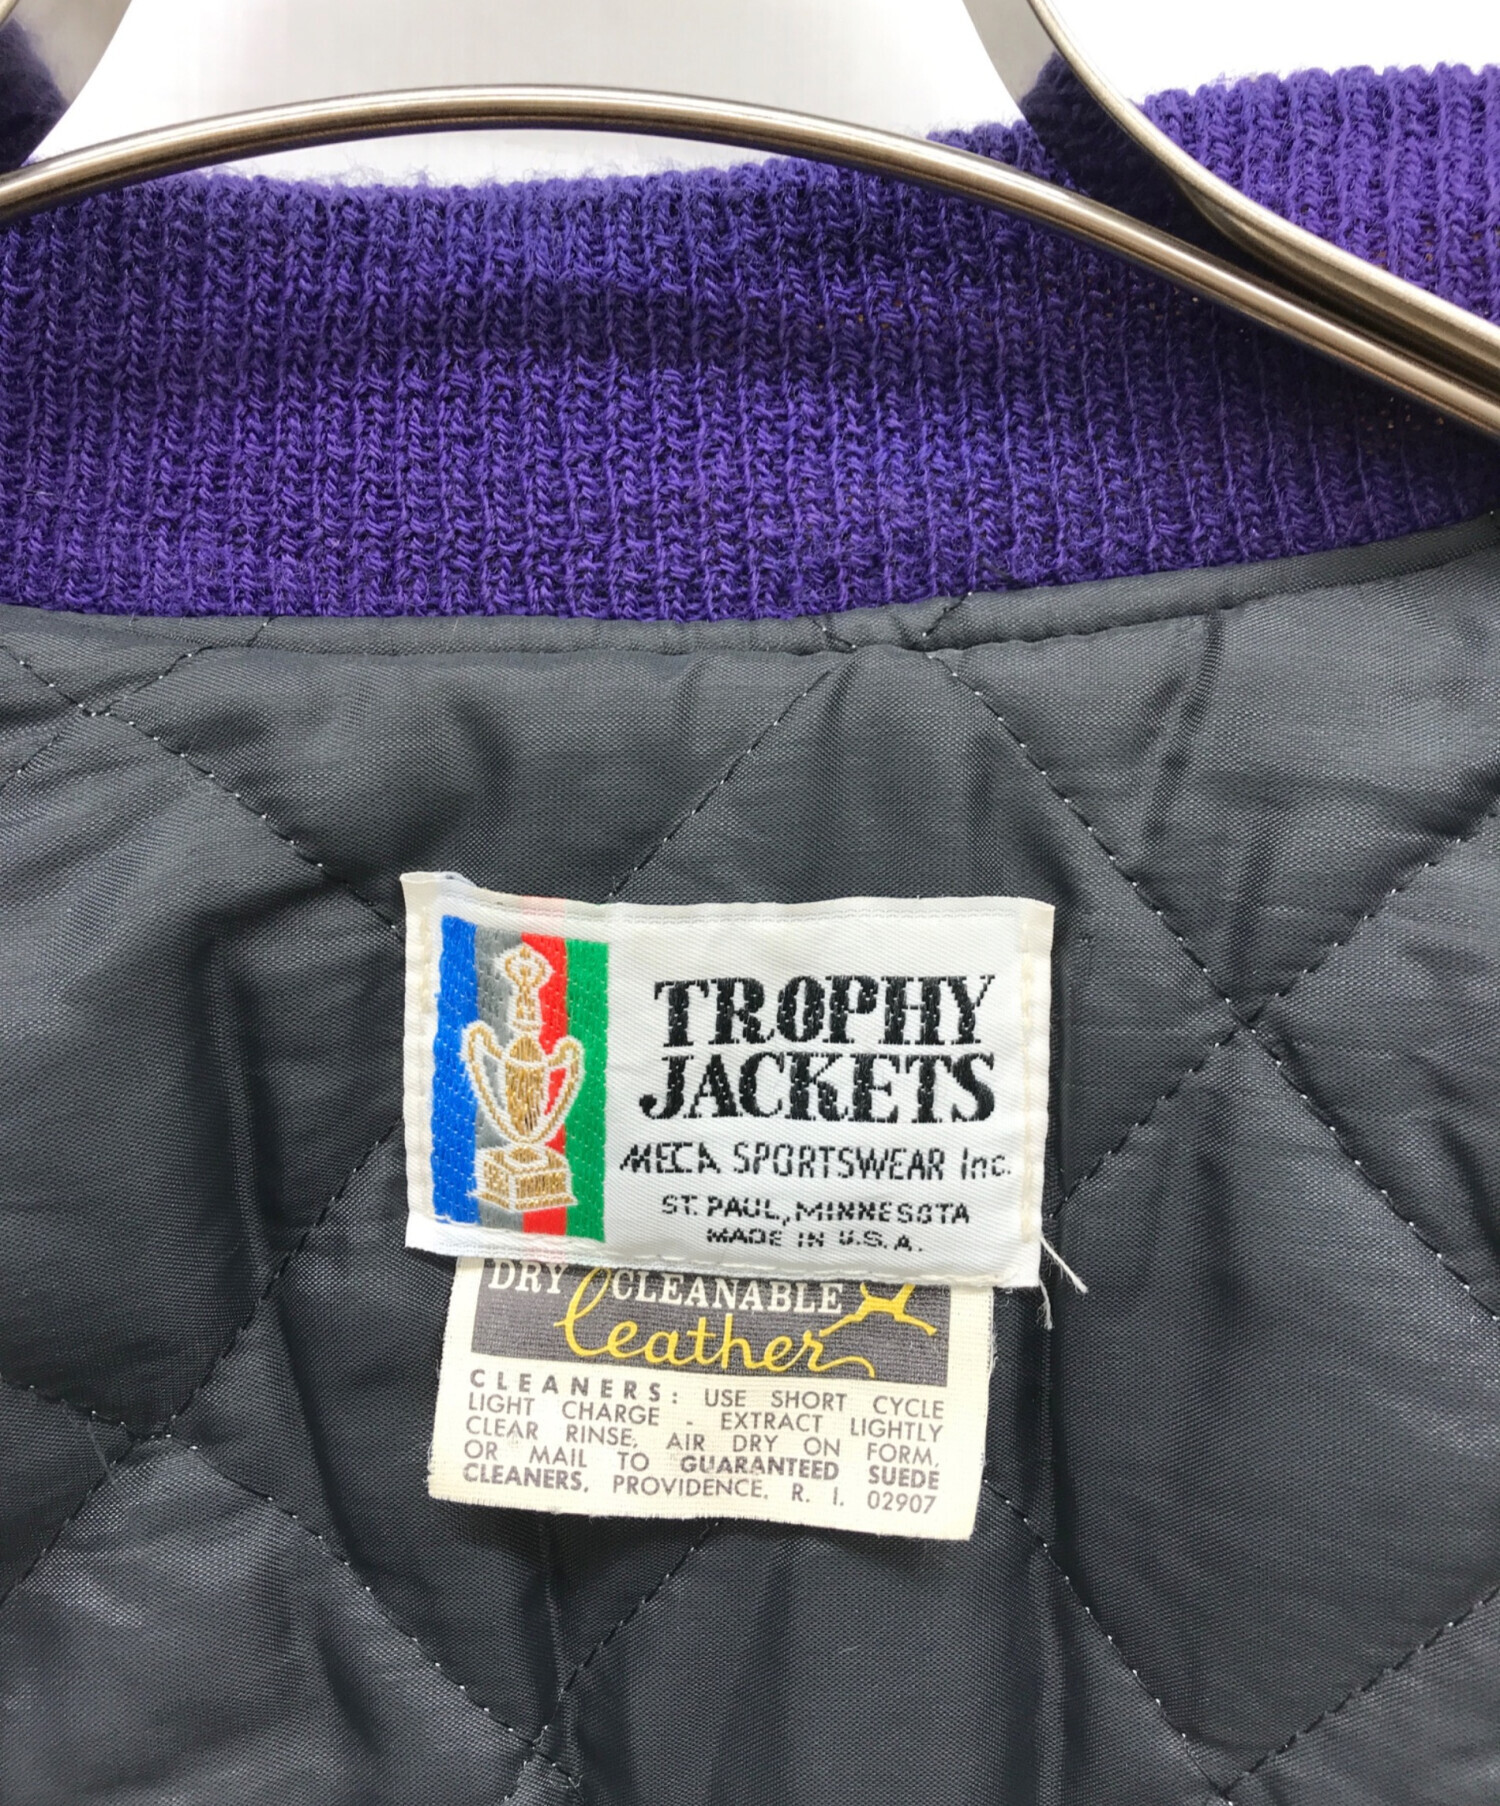 TROPHY
JACKETS
MECA SPORTSWEAR Inc.
ST. PAUL, MINNESOTA
MADE IN U.S.A.
DRY CLEANABLE
leather
CLEANERS: USE SHORT CYCLE
LIGHT CHARGE - EXTRACT LIGHTLY
CLEAR RINSE, AIR DRY ON FORM,
OR MAIL TO GUARANTEED SUEDE
CLEANERS, PROVIDENCE, R. I. 02907